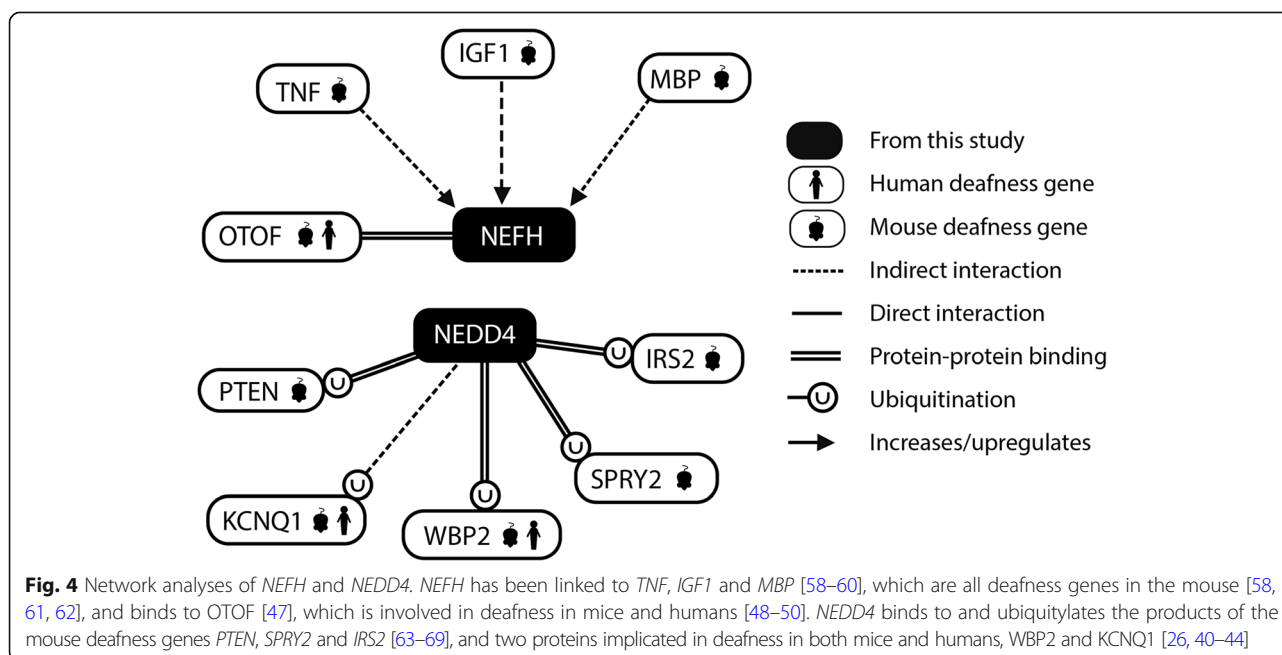 IGF1
TNF
MBP
OTOF
NEFH
NEDD4
IRS2
PTEN
SPRY2
KCNQ1
WBP2
U
U
U
U
U
From this study
Human deafness gene
Mouse deafness gene
Indirect interaction
Direct interaction
Protein-protein binding
U Ubiquitination
Increases/upregulates
Fig. 4 Network analyses of NEFH and NEDD4. NEFH has been linked to TNF, IGF1 and MBP [58–60], which are all deafness genes in the mouse [58,
61, 62], and binds to OTOF [47], which is involved in deafness in mice and humans [48–50]. NEDD4 binds to and ubiquitylates the products of the
mouse deafness genes PTEN, SPRY2 and IRS2 [63–69], and two proteins implicated in deafness in both mice and humans, WBP2 and KCNQ1 [26, 40–44]